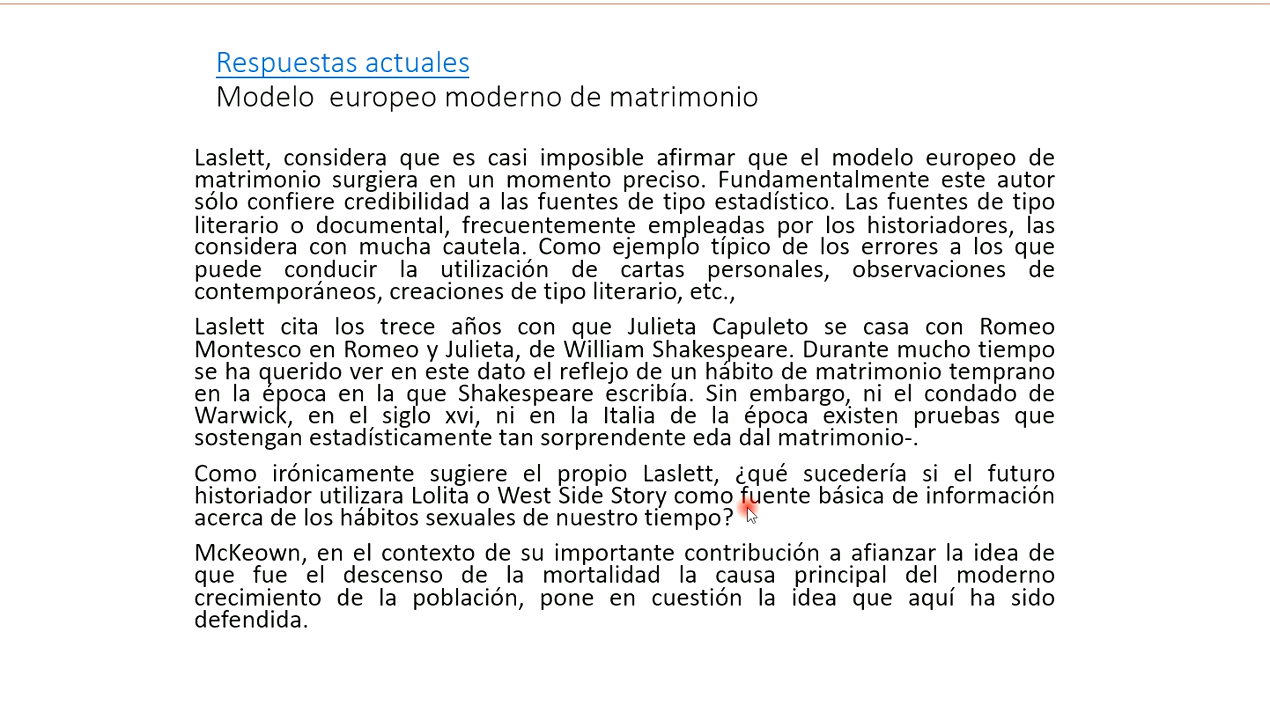 Respuestas actuales
Modelo europeo moderno de matrimonio
Laslett, considera que es casi imposible afirmar que el modelo europeo de
matrimonio surgiera en un momento preciso. Fundamentalmente este autor
sólo confiere credibilidad a las fuentes de tipo estadístico. Las fuentes de tipo
literario o documental, frecuentemente empleadas por los historiadores, las
considera con mucha cautela. Como ejemplo típico de los errores a los que
puede conducir la utilización de cartas personales, observaciones de
contemporáneos, creaciones de tipo literario, etc.,
Laslett cita los trece años con que Julieta Capuleto se casa con Romeo
Montesco en Romeo y Julieta, de William Shakespeare. Durante mucho tiempo
se ha querido ver en este dato el reflejo de un hábito de matrimonio temprano
en la época en la que Shakespeare escribía. Sin embargo, ni el condado de
Warwick, en el siglo xvi, ni en la Italia de la época existen pruebas que
sostengan estadísticamente tan sorprendente eda dal matrimonio-.
Como irónicamente sugiere el propio Laslett, ¿qué sucedería si el futuro
historiador utilizara Lolita o West Side Story como fuente básica de información
acerca de los hábitos sexuales de nuestro tiempo?
McKeown, en el contexto de su importante contribución a afianzar la idea de
que fue el descenso de la mortalidad la causa principal del moderno
crecimiento de la población, pone en cuestión la idea que aquí ha sido
defendida.